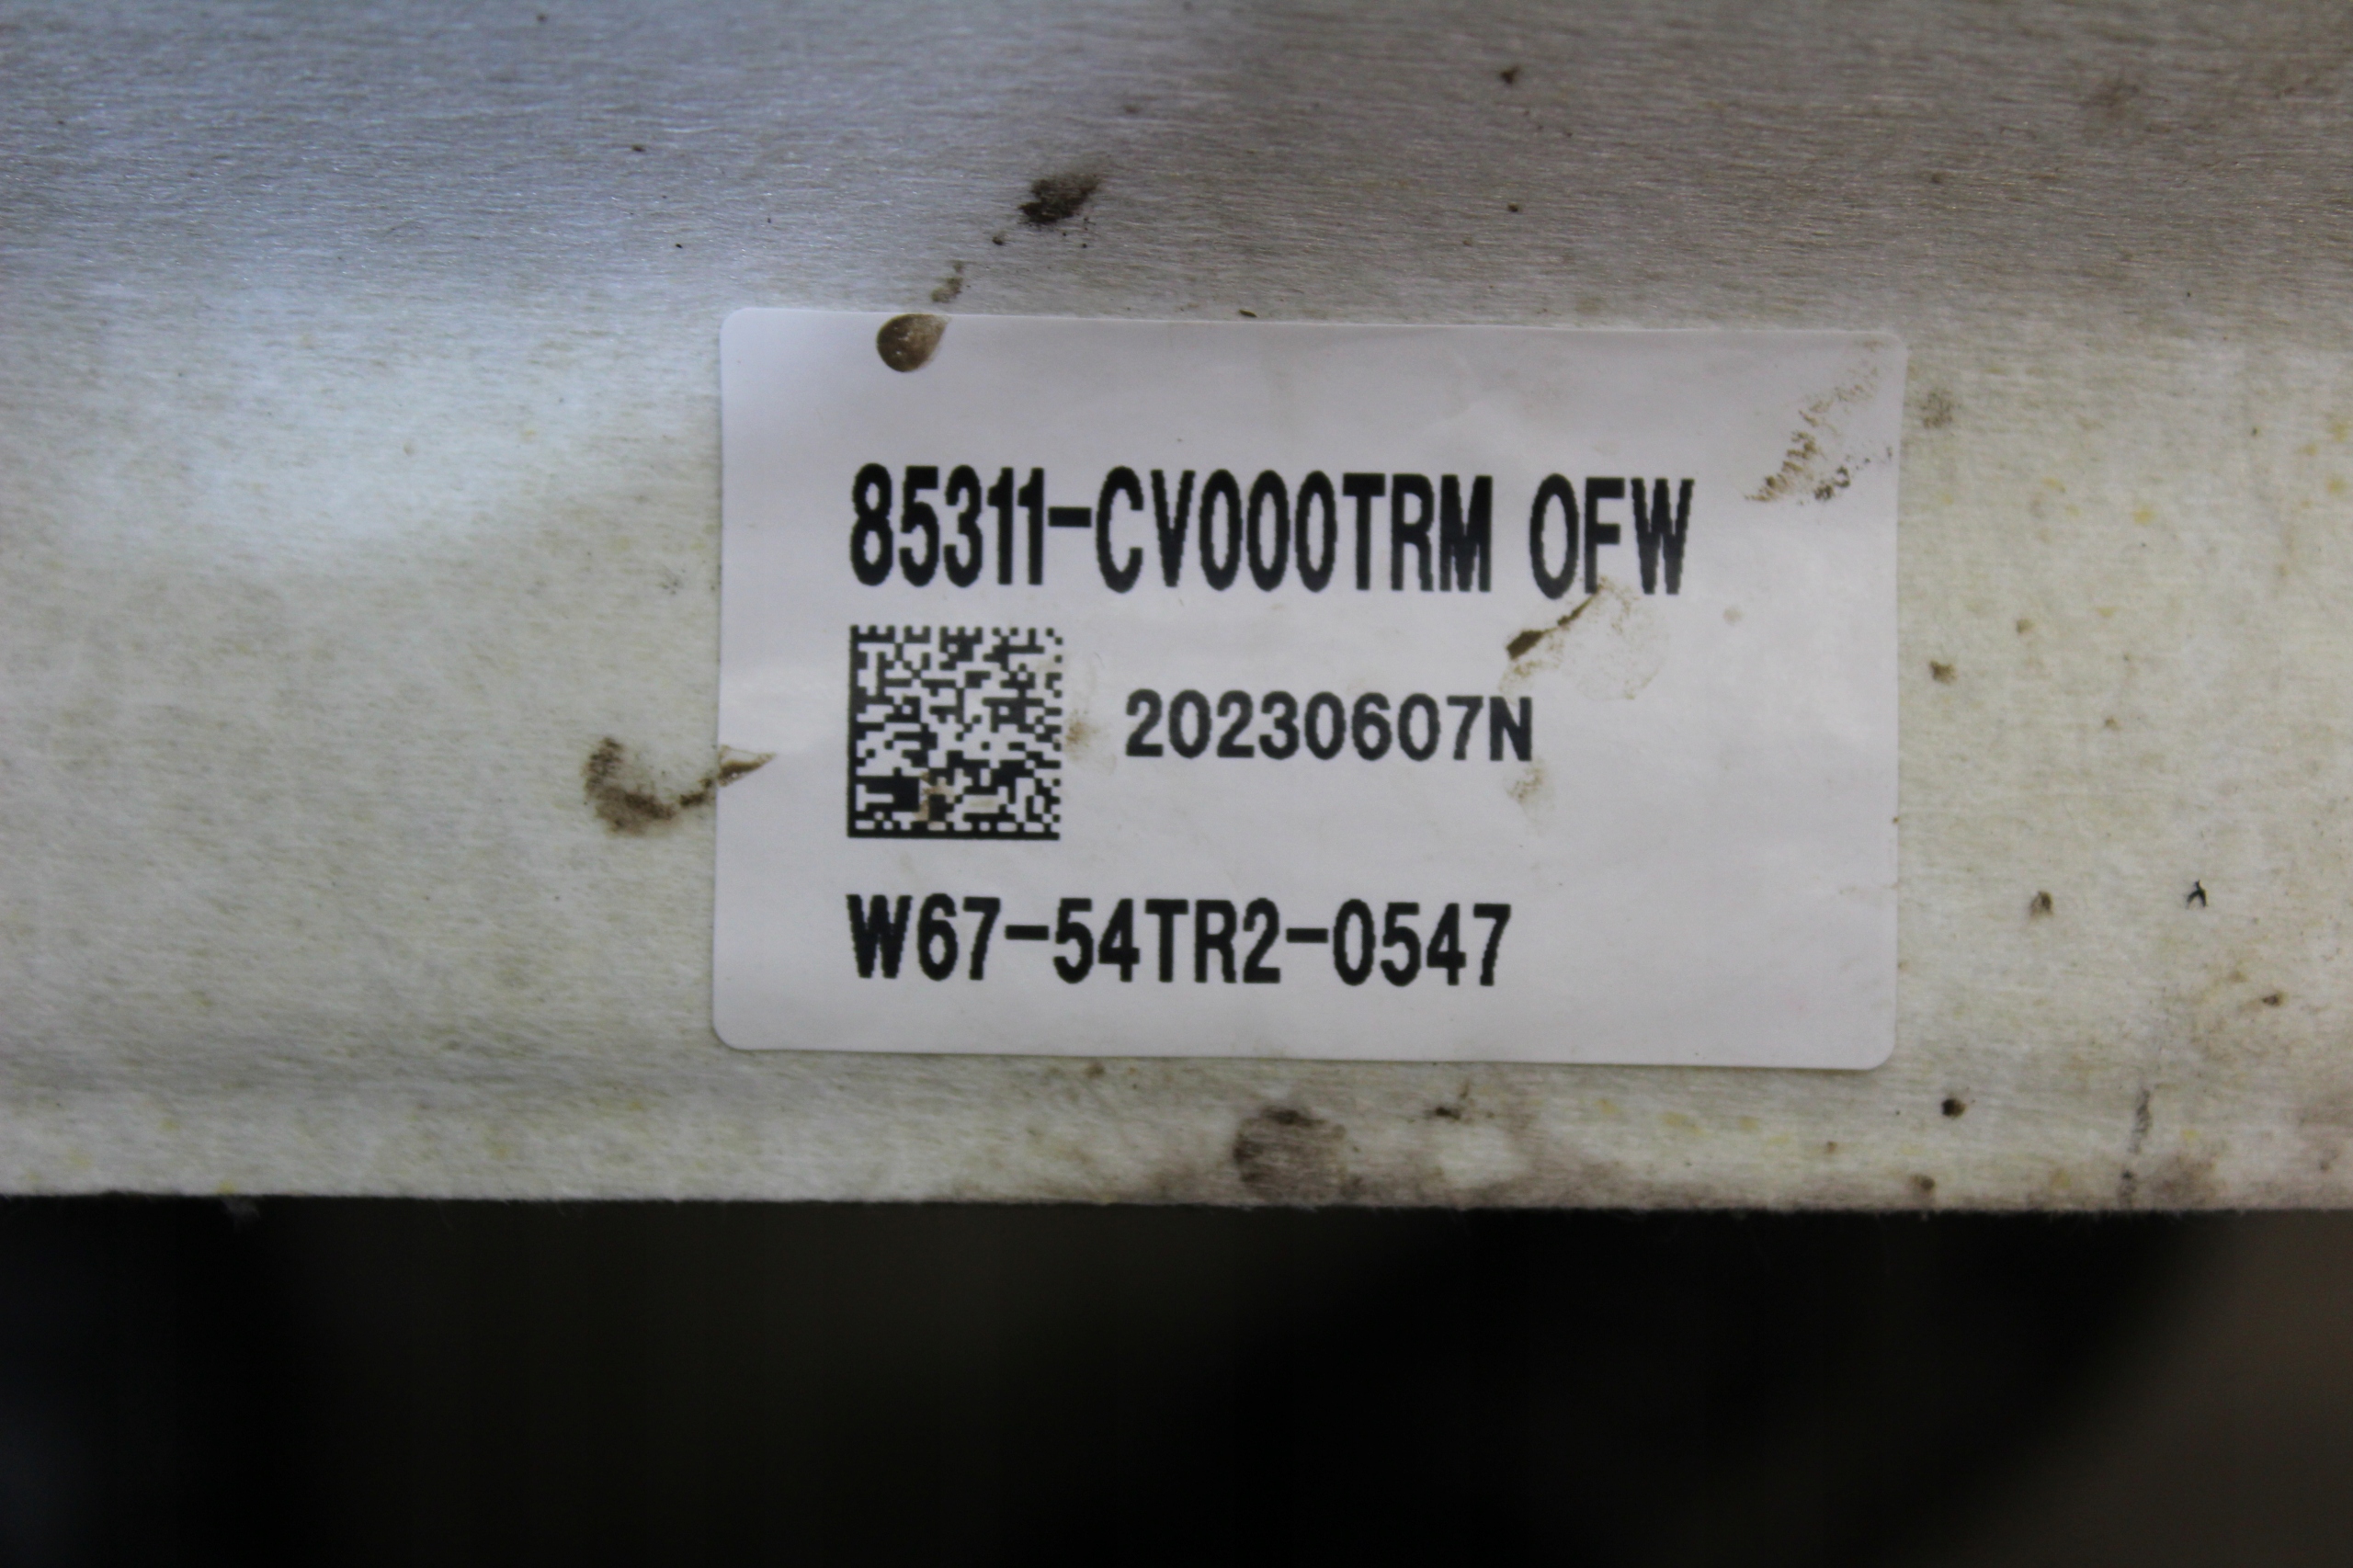 85311-CV000TRM OFW
20230607N
W67-54TR2-0547